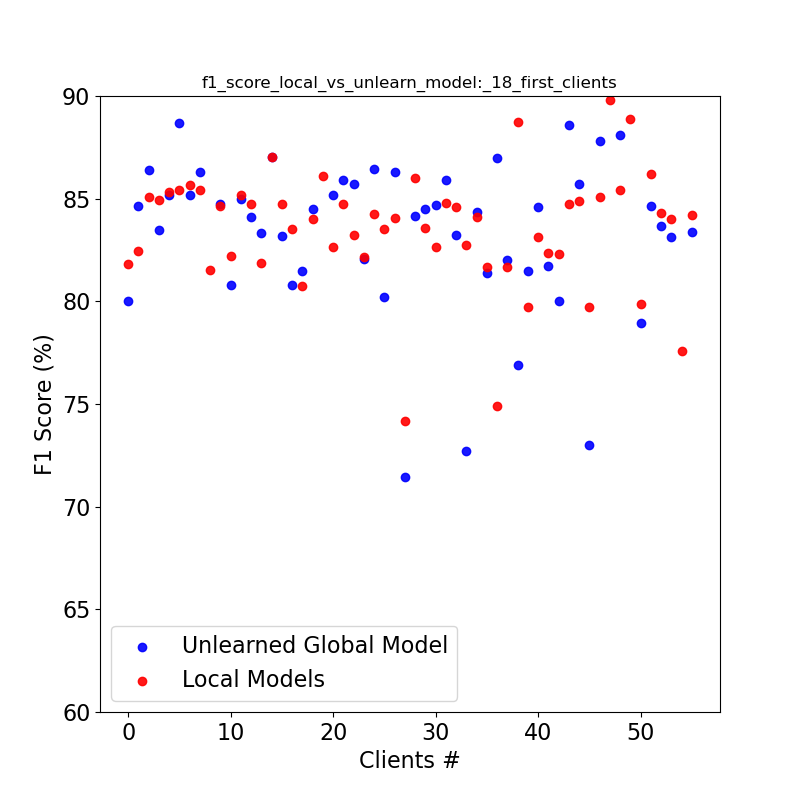 f1_score_local_vs_unlearn_model:_18_first_clients
90
85
80
75
70
65
60
F1 Score (%)
Unlearned Global Model
Local Models
0 10 20 30 40 50
Clients #